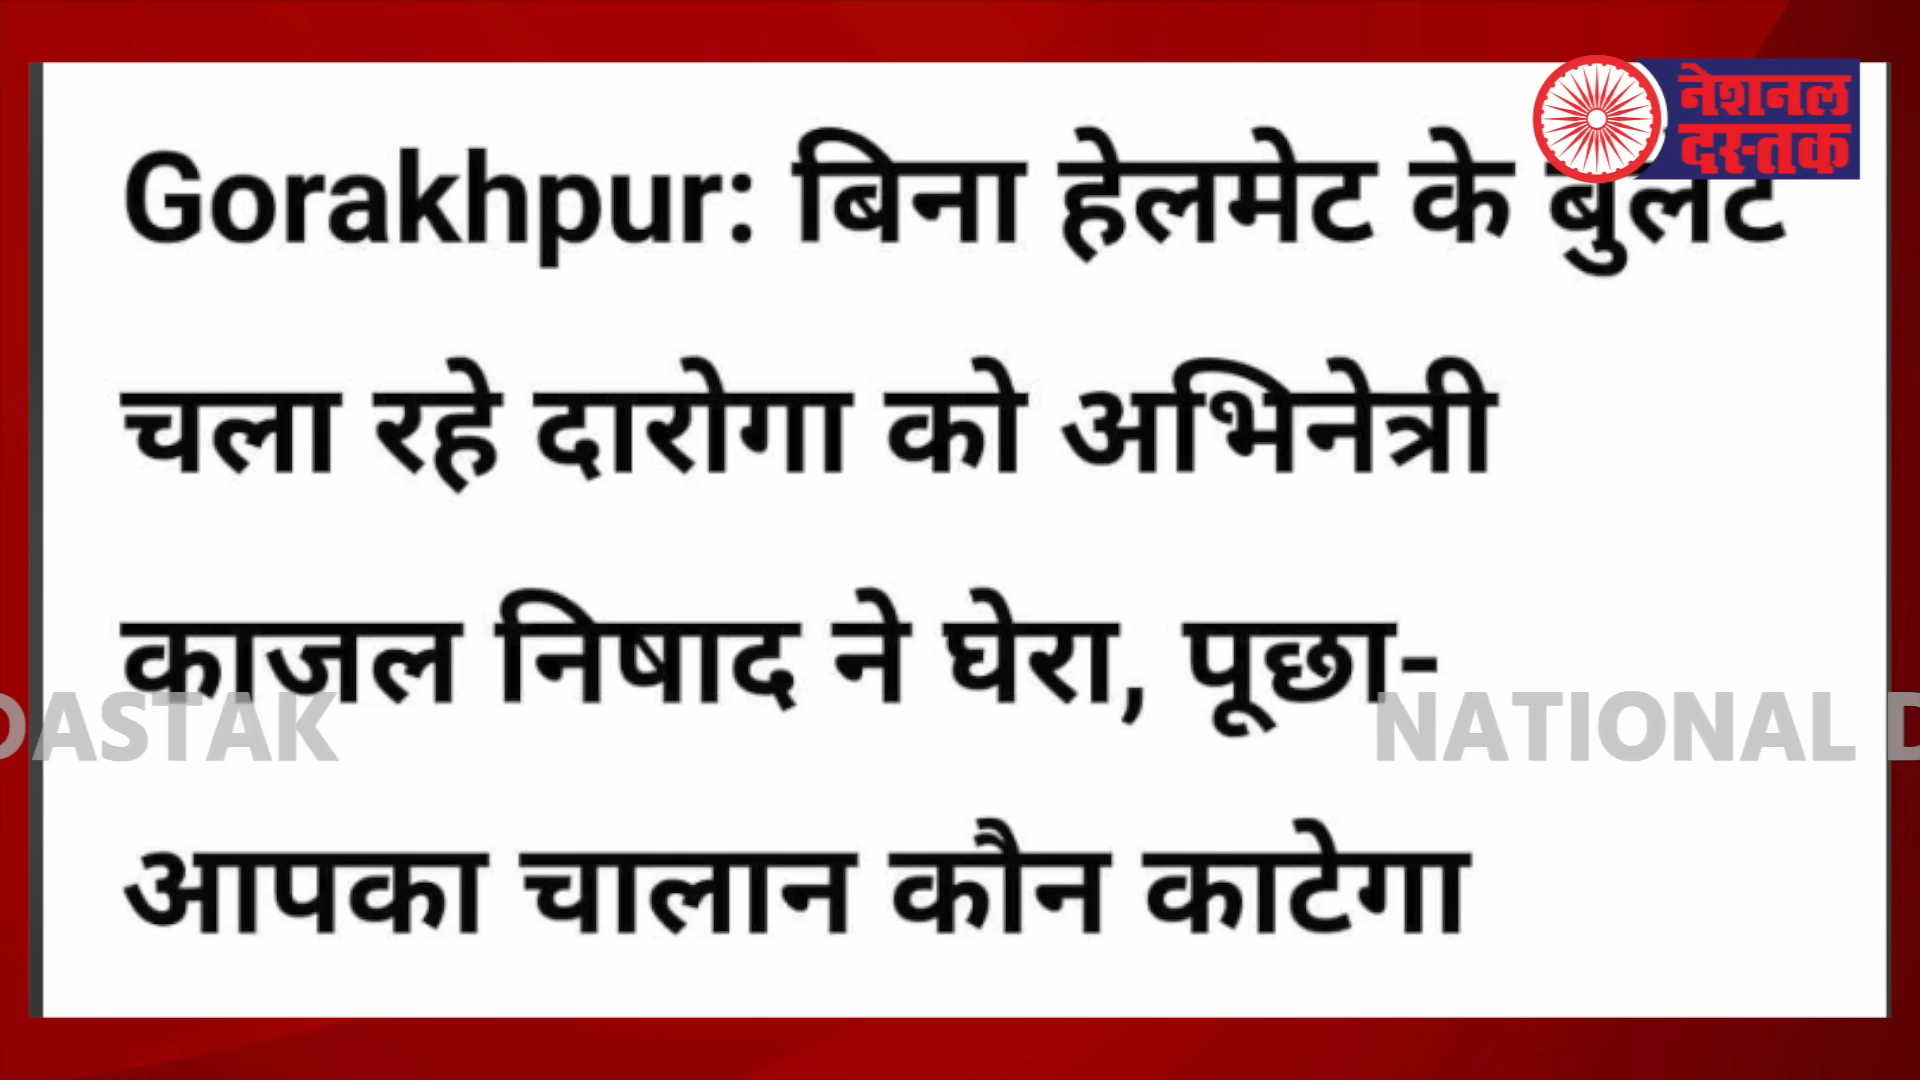 नेशनल
दस्तक
Gorakhpur: बिना हेलमेट के बुलेट
चला रहे दारोगा को अभिनेत्री
काजल निषाद ने घेरा, पूछा-
DASTAK NATIONAL D
आपका चालान कौन काटेगा